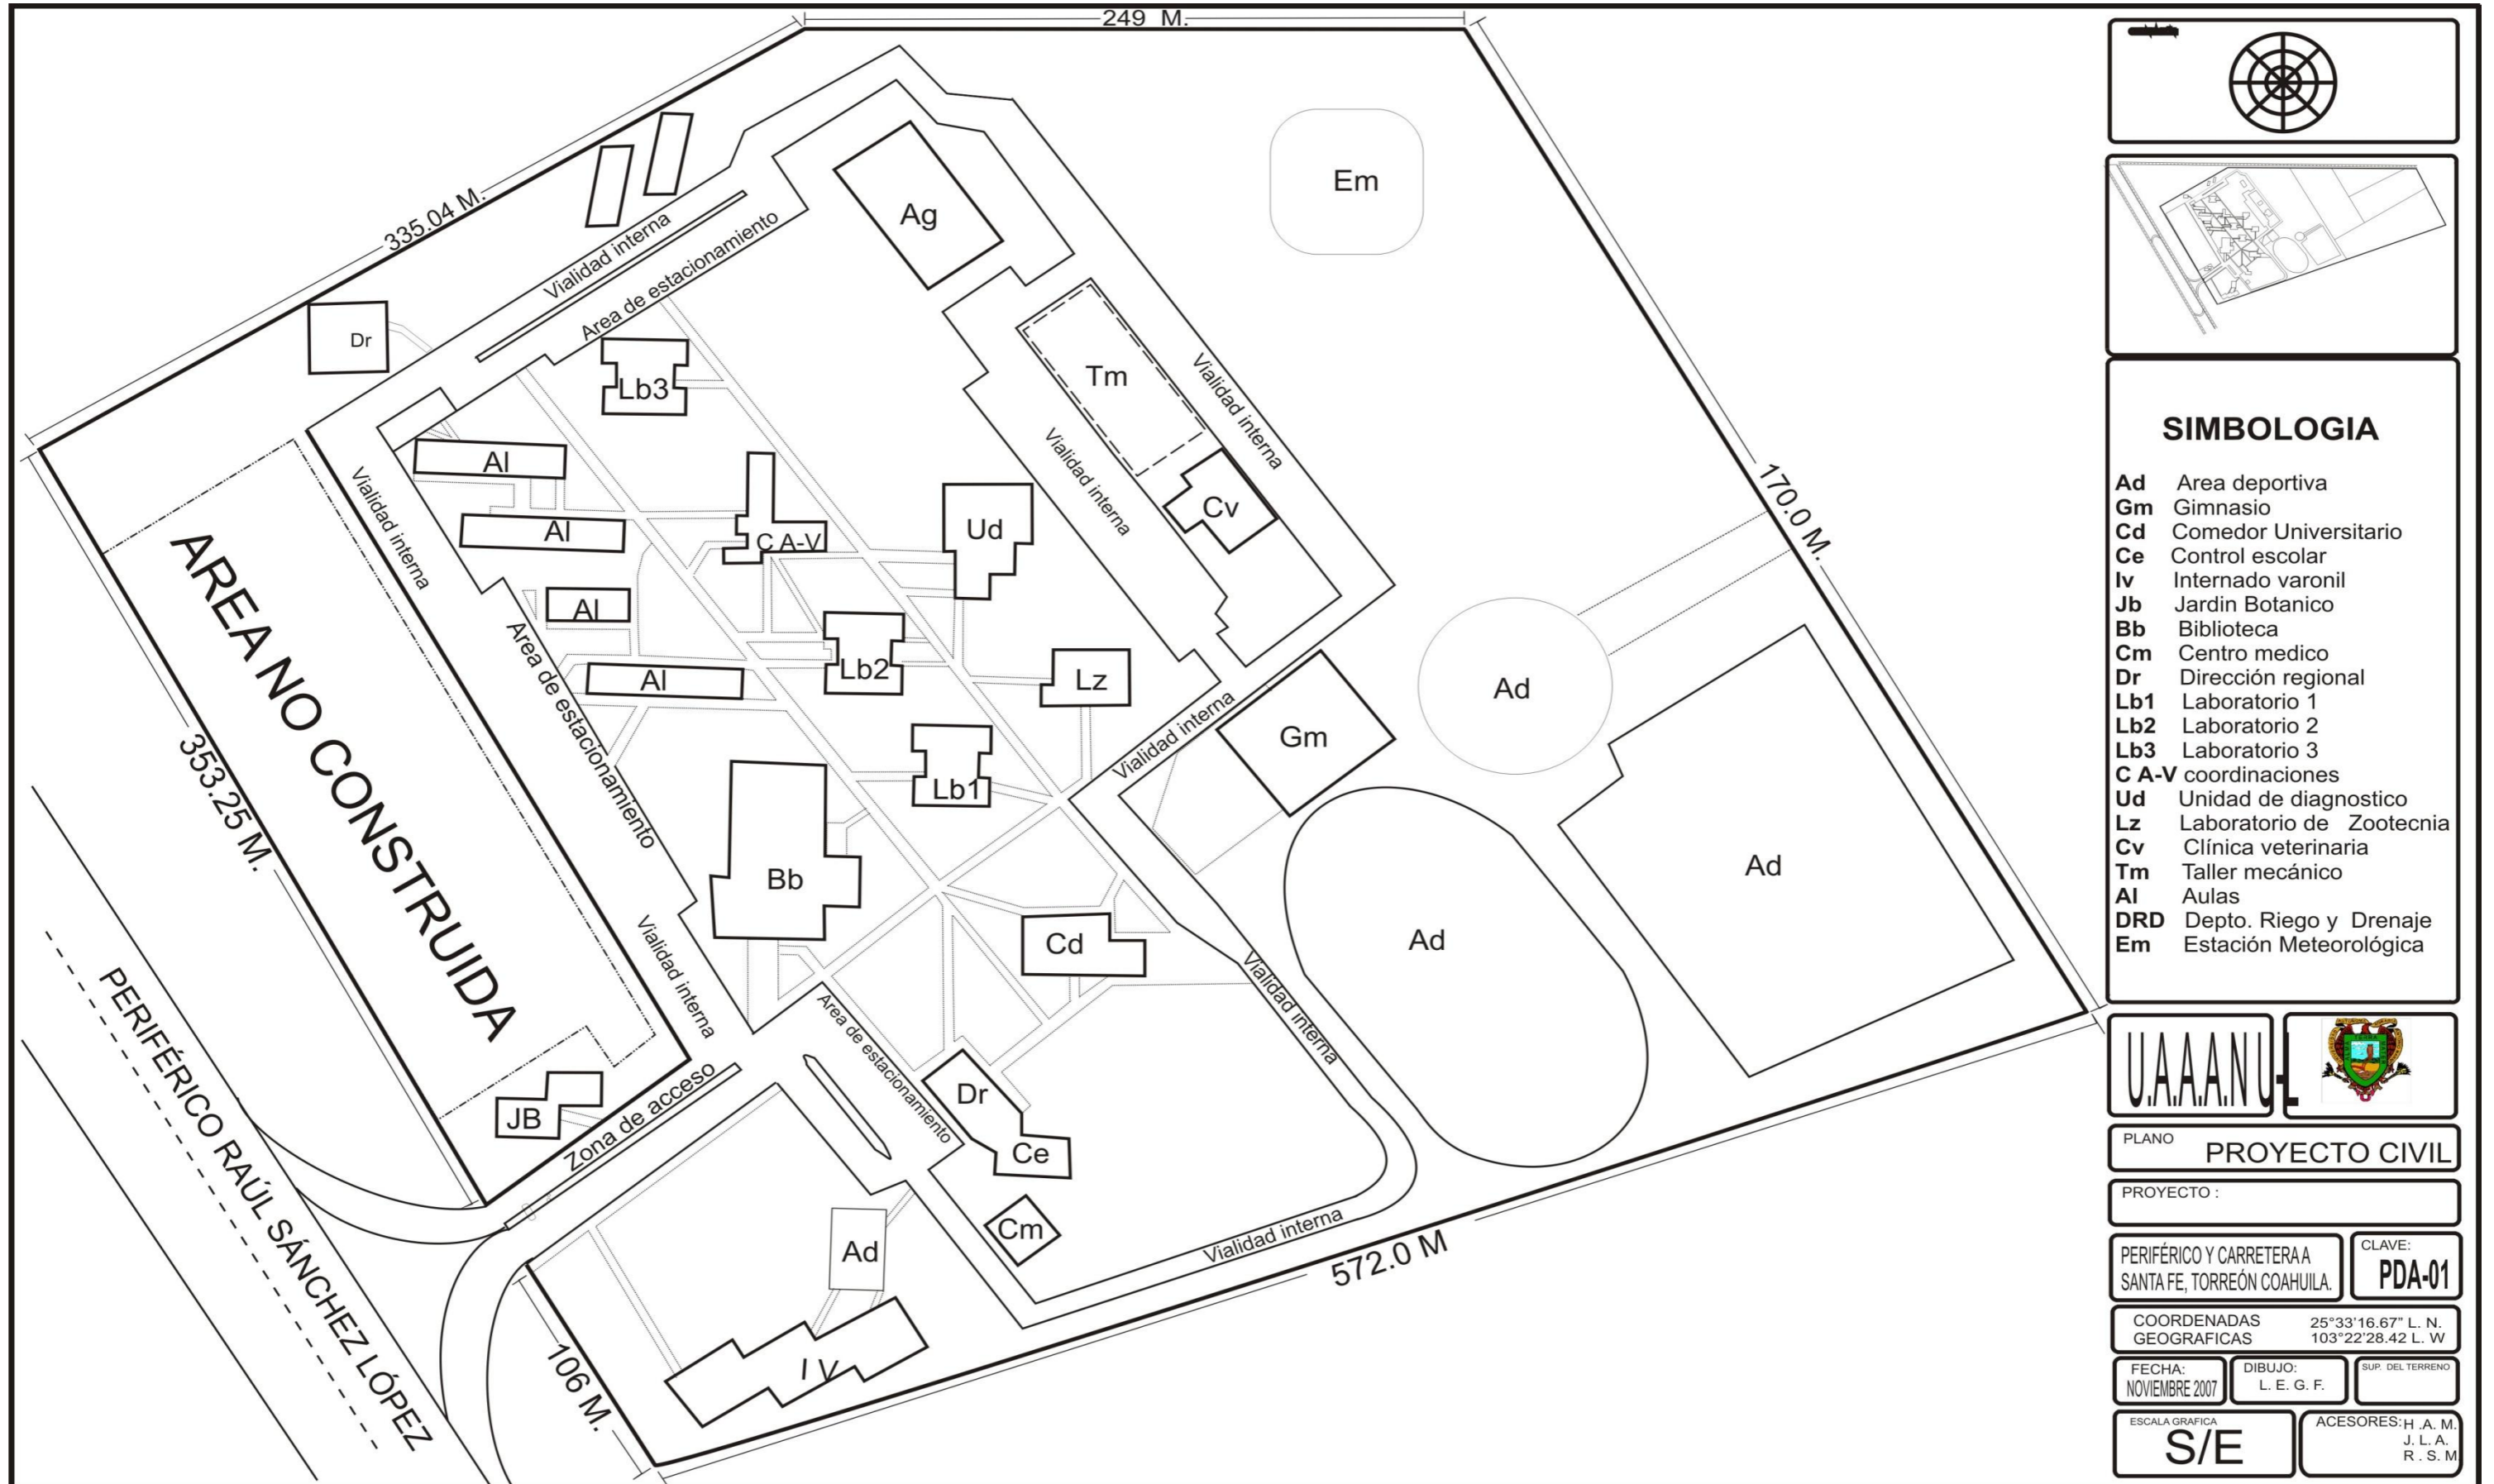 249 M.
335.04 M.
Em
Ag
Vialidad interna
Area de estacionamiento
Dr
Lb3
Tm
Vialidad interna
Vialidad interna
Al
Vialidad interna
Al
C A-V
Ud
Cv
170.0 M.
AREA NO CONSTRUIDA
Al
Area de estacionamiento
Al
Lb2
Lz
Ad
Vialidad interna
Gm
353.25 M.
Lb1
Bb
Ad
Ad
Cd
Vialidad interna
Vialidad interna
Area de estacionamiento
PERIFÉRICO RAÚL SÁNCHEZ LÓPEZ
JB
Zona de acceso
Dr
Ce
Cm
Ad
Vialidad interna
572.0 M
106 M.
I V
SIMBOLOGIA
Ad Area deportiva
Gm Gimnasio
Cd Comedor Universitario
Ce Control escolar
Iv Internado varonil
Jb Jardin Botanico
Bb Biblioteca
Cm Centro medico
Dr Dirección regional
Lb1 Laboratorio 1
Lb2 Laboratorio 2
Lb3 Laboratorio 3
C A-V coordinaciones
Ud Unidad de diagnostico
Lz Laboratorio de Zootecnia
Cv Clínica veterinaria
Tm Taller mecánico
Al Aulas
DRD Depto. Riego y Drenaje
Em Estación Meteorológica
U.A.A.A.N U-L
PLANO PROYECTO CIVIL
PROYECTO :
PERIFÉRICO Y CARRETERA A
SANTA FE, TORREÓN COAHUILA.
CLAVE:
PDA-01
COORDENADAS 25°33'16.67" L. N.
GEOGRAFICAS 103°22'28.42 L. W
FECHA:
NOVIEMBRE 2007
DIBUJO:
L. E. G. F.
SUP. DEL TERRENO
ESCALA GRAFICA
S/E
ACESORES: H .A. M.
J. L. A.
R . S. M